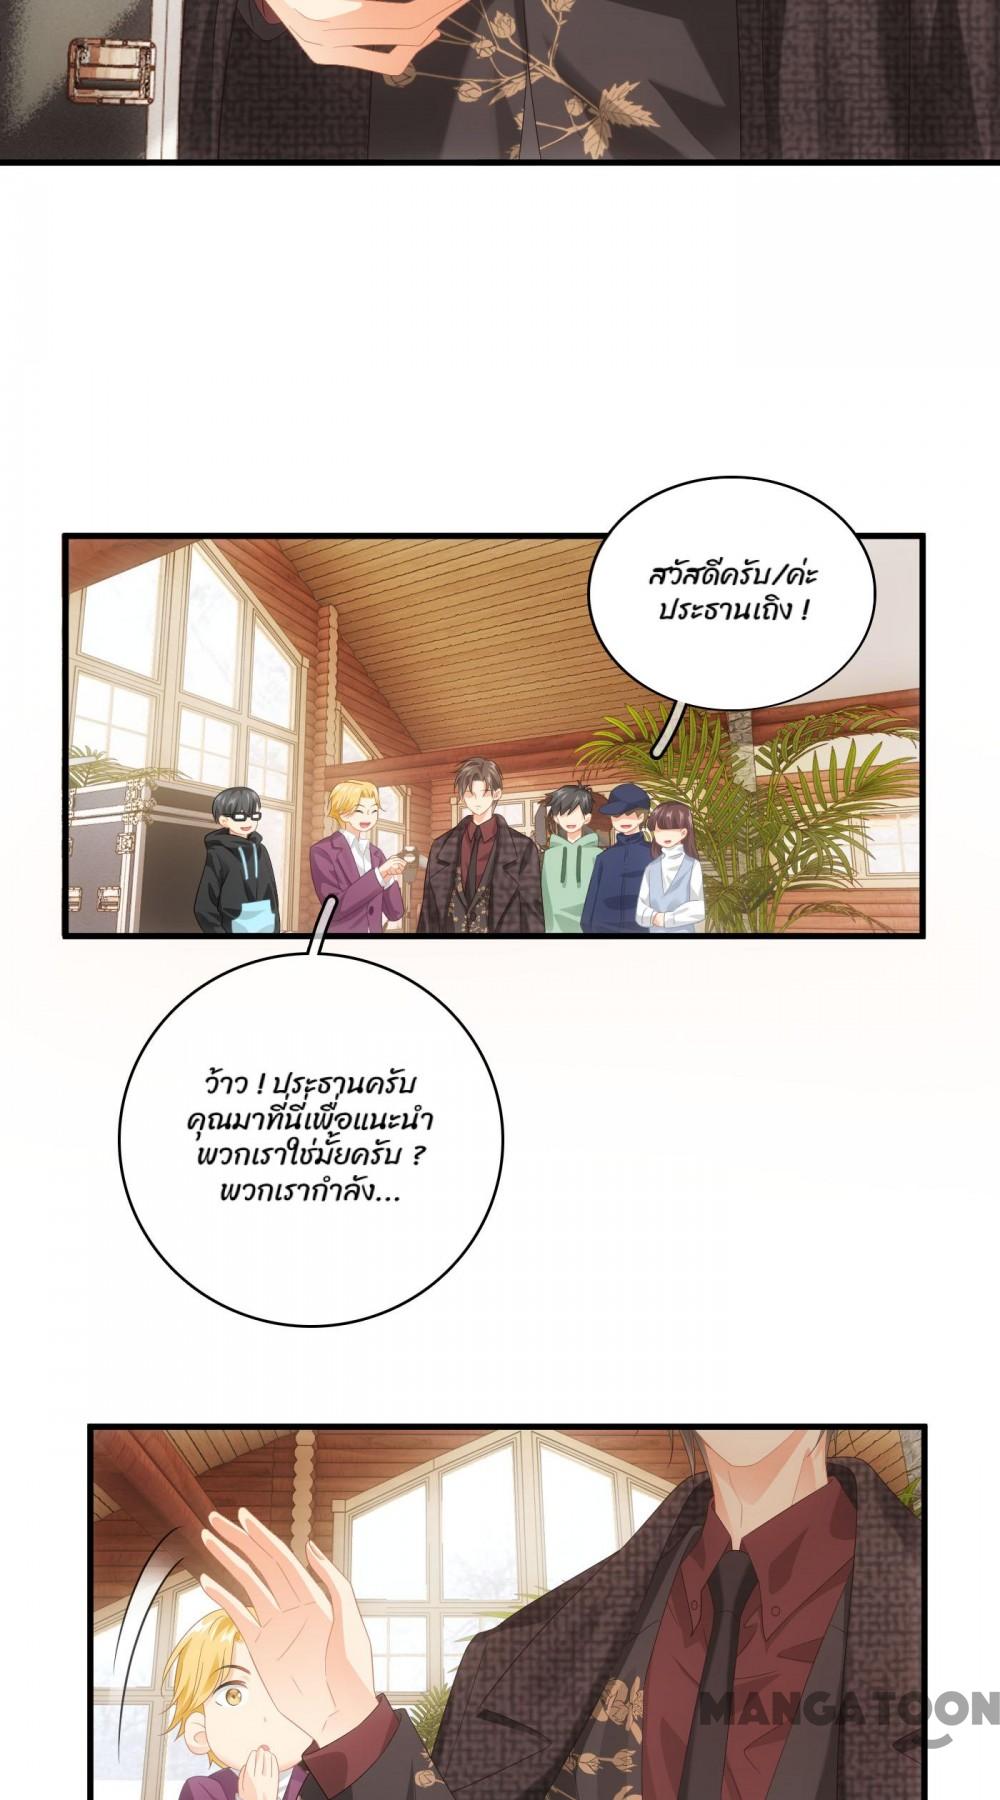 สวัสดีครับ/ค่ะ
ประธานเถิง !
ว้าว ! ประธานครับ
คุณมาที่นี่เพื่อแนะนำ
พวกเราใช่มั้ยครับ ?
พวกเรากำลัง...
MANGATOON